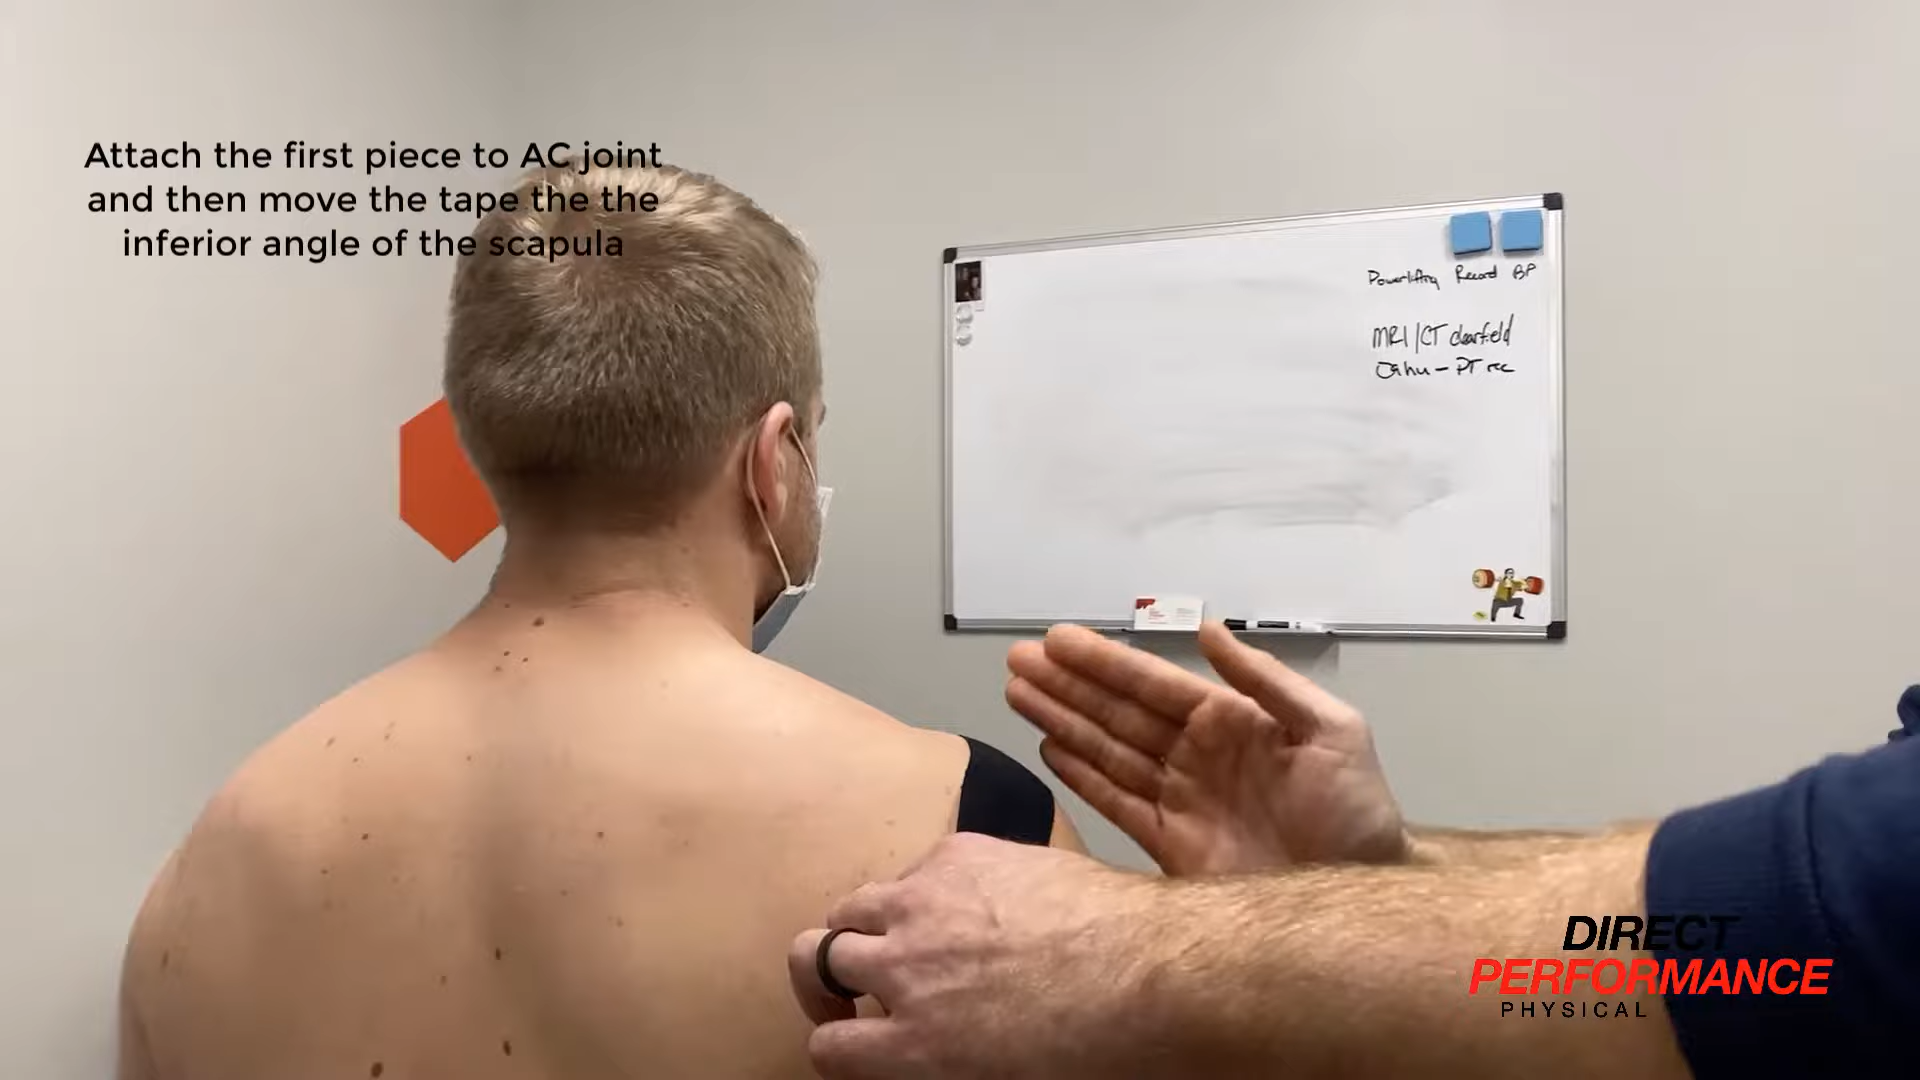 Attach the first piece to AC joint
and then move the tape the the
inferior angle of the scapula
Powerlifting Record BP
MRI/CT clearfield
PT rec
DIRECT
PERFORMANCE
PHYSICAL